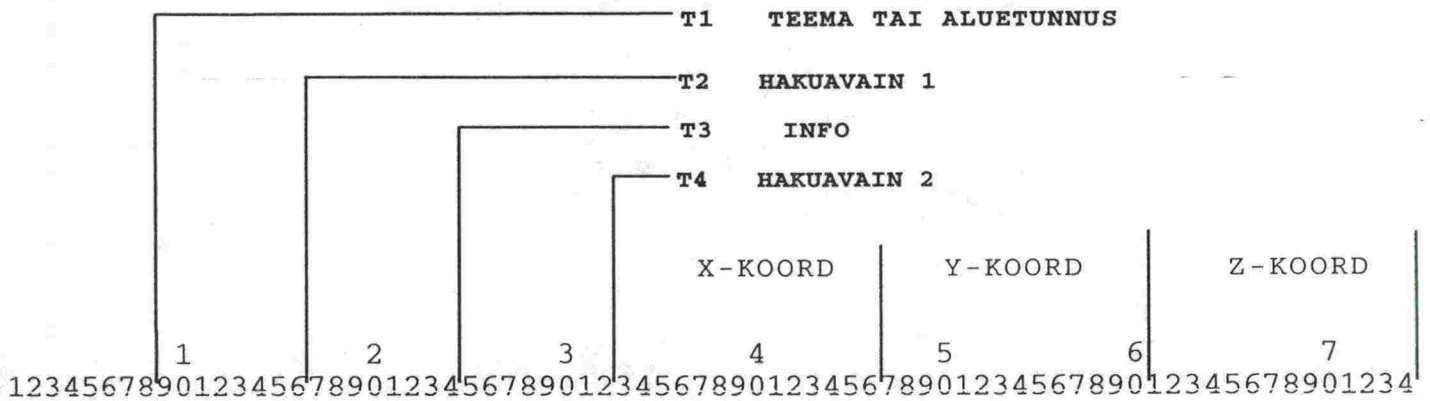 T1 TEEMA TAI ALUETUNNUS
T2 HAKUAVAIN 1
T3 INFO
T4 HAKUAVAIN 2
X-KOORD Y-KOORD Z-KOORD
1 2 3 4 5 6 7
12345678901234567890123456789012345678901234567890123456789012345678901234